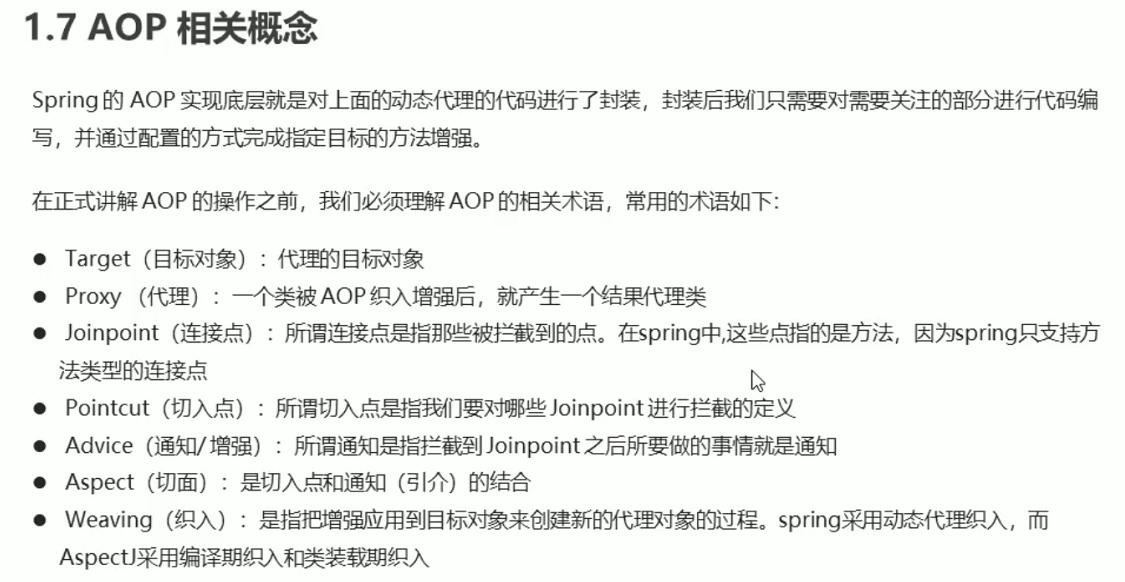 1.7 AOP 相关概念
Spring 的 AOP 实现底层就是对上面的动态代理的代码进行了封装，封装后我们只需要对需要关注的部分进行代码编
写，并通过配置的方式完成指定目标的方法增强。
在正式讲解 AOP 的操作之前，我们必须理解 AOP 的相关术语，常用的术语如下：
● Target（目标对象）：代理的目标对象
● Proxy （代理）：一个类被 AOP 织入增强后，就产生一个结果代理类
● Joinpoint（连接点）：所谓连接点是指那些被拦截到的点。在spring中,这些点指的是方法，因为spring只支持方
法类型的连接点
● Pointcut（切入点）：所谓切入点是指我们要对哪些 Joinpoint 进行拦截的定义
● Advice（通知/ 增强）：所谓通知是指拦截到 Joinpoint 之后所要做的事情就是通知
● Aspect（切面）：是切入点和通知（引介）的结合
● Weaving（织入）：是指把增强应用到目标对象来创建新的代理对象的过程。spring采用动态代理织入，而
AspectJ采用编译期织入和类装载期织入